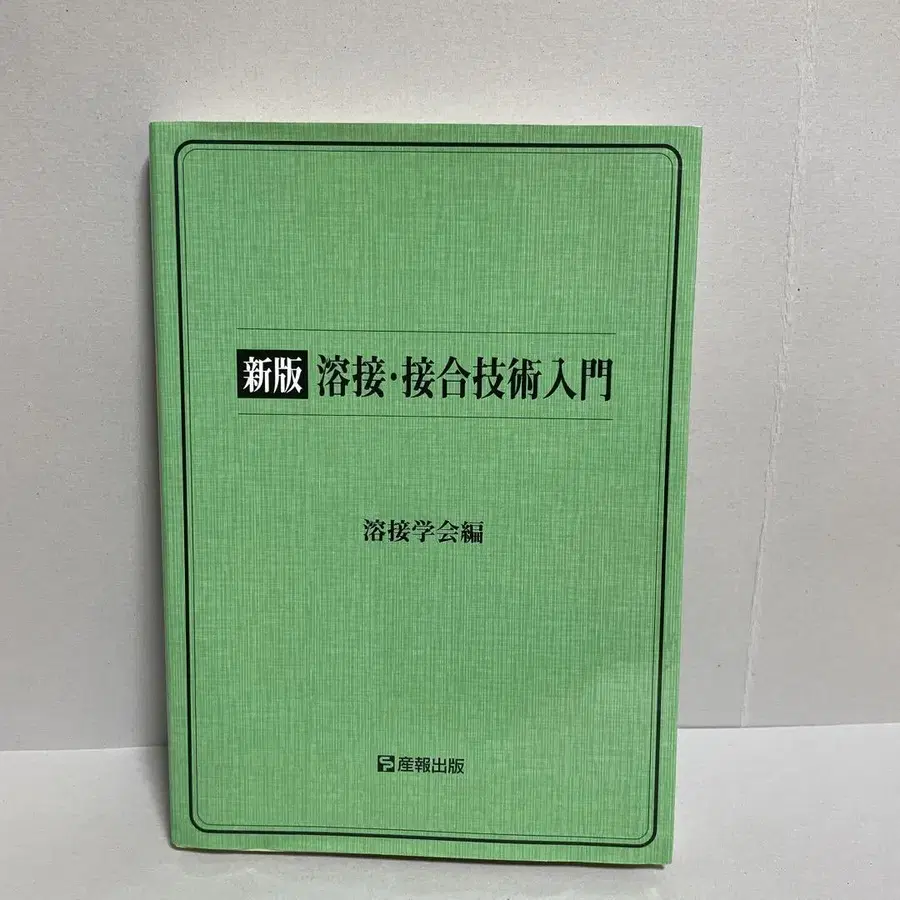 新版 溶接・接合技術入門
溶接学会編
産報出版